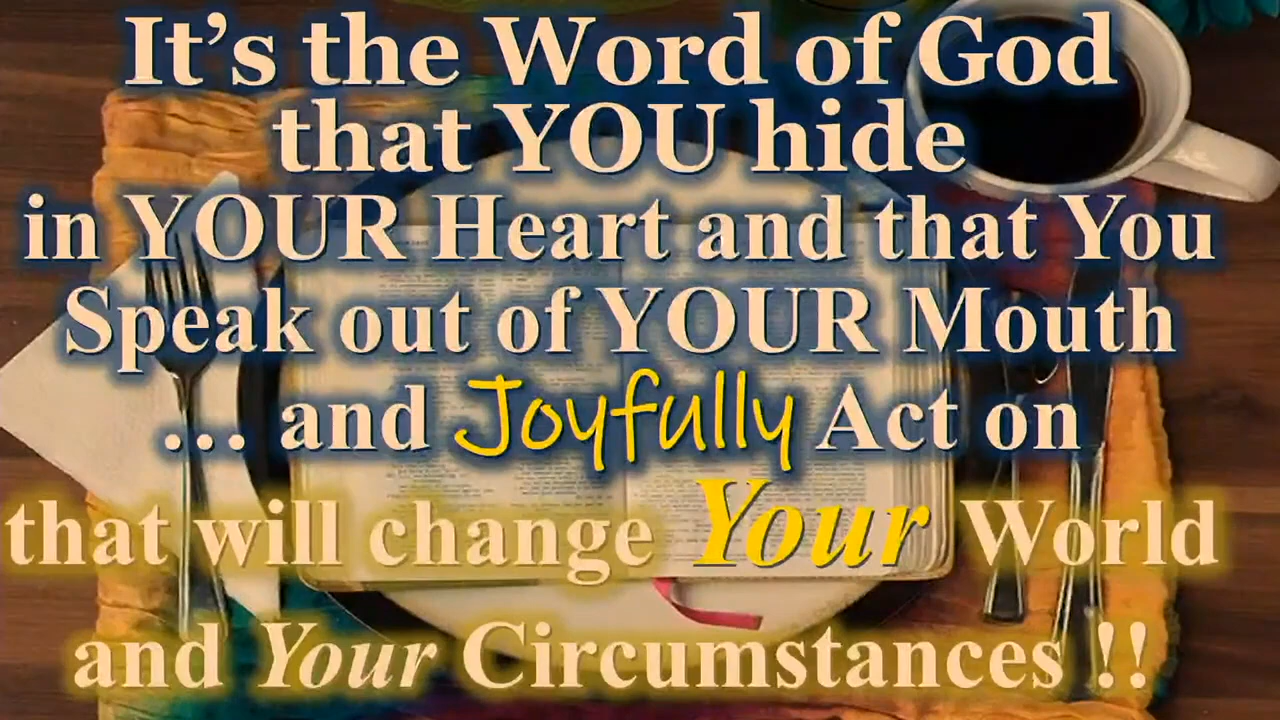 It’s the Word of God
that YOU hide
in YOUR Heart and that You
Speak out of YOUR Mouth
... and Joyfully Act on
that will change Your World
and Your Circumstances !!